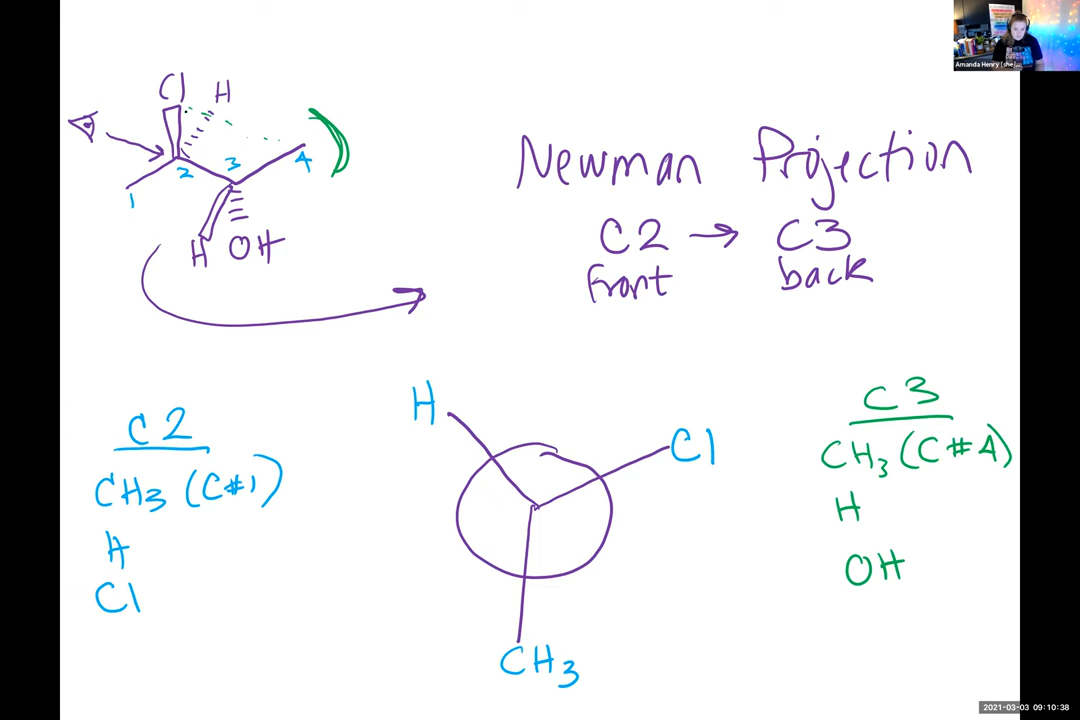 Amanda Henry (she/...
Cl H
1 2 3 4
H OH
Newman Projection
C2 → C3
Front back
C2
CH3 (C#1)
H
Cl
H
Cl
CH3
C3
CH3 (C#4)
H
OH
2021-03-03 09:10:38